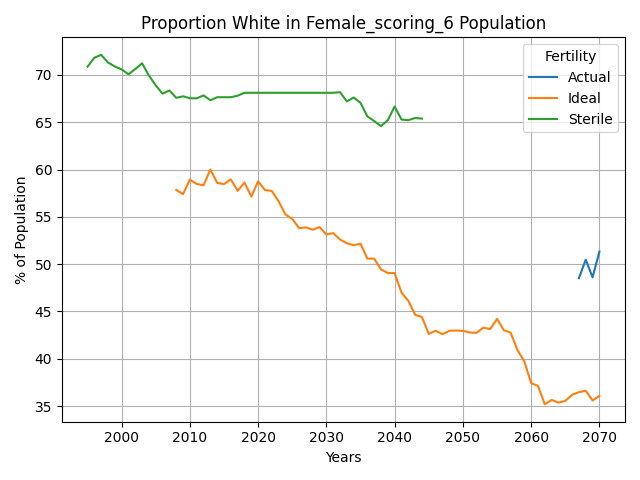 Proportion White in Female_scoring_6 Population
Fertility
Actual
Ideal
Sterile
% of Population
70
65
60
55
50
45
40
35
2000 2010 2020 2030 2040 2050 2060 2070
Years